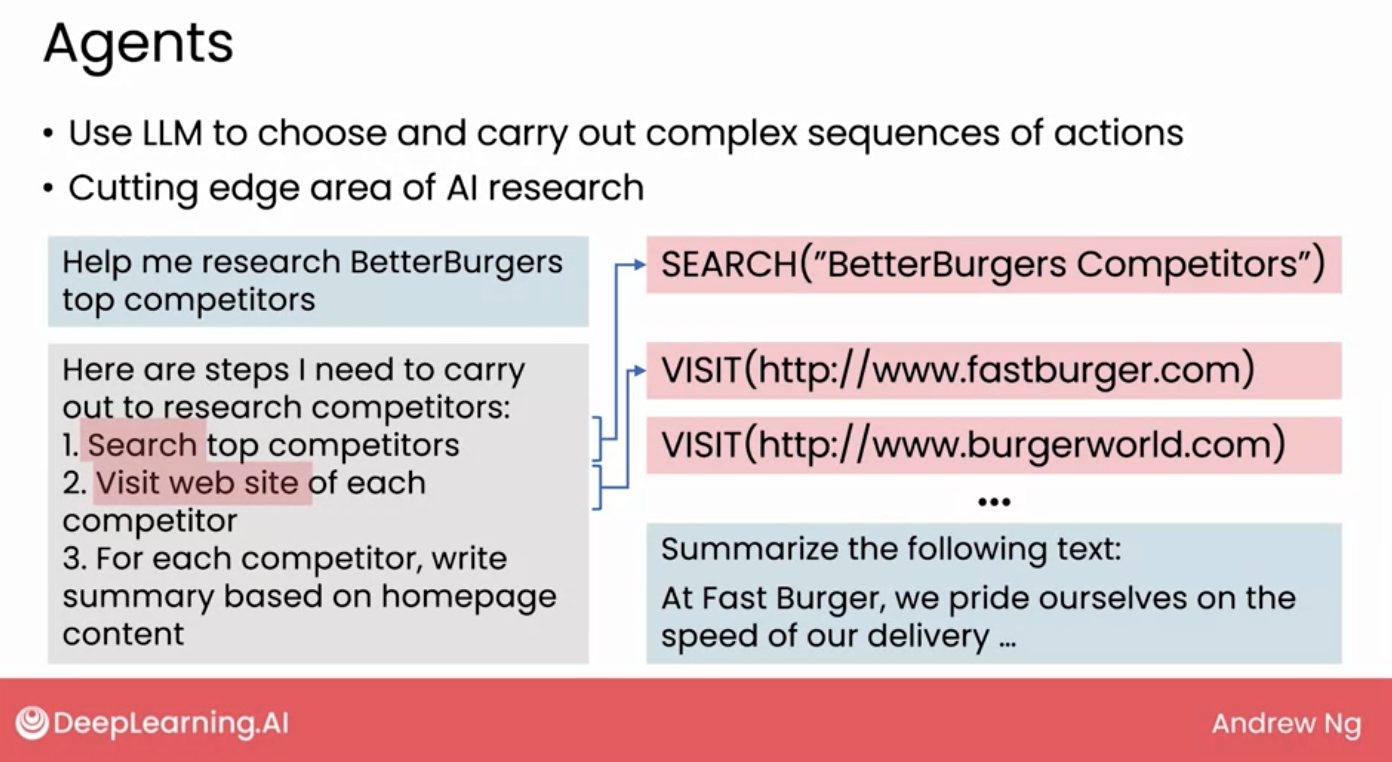 Agents
• Use LLM to choose and carry out complex sequences of actions
• Cutting edge area of AI research
Help me research BetterBurgers
top competitors
Here are steps I need to carry
out to research competitors:
1. Search top competitors
2. Visit web site of each
competitor
3. For each competitor, write
summary based on homepage
content
SEARCH(”BetterBurgers Competitors”)
VISIT(http://www.fastburger.com)
VISIT(http://www.burgerworld.com)
...
Summarize the following text:
At Fast Burger, we pride ourselves on the
speed of our delivery ...
DeepLearning.AI
Andrew Ng